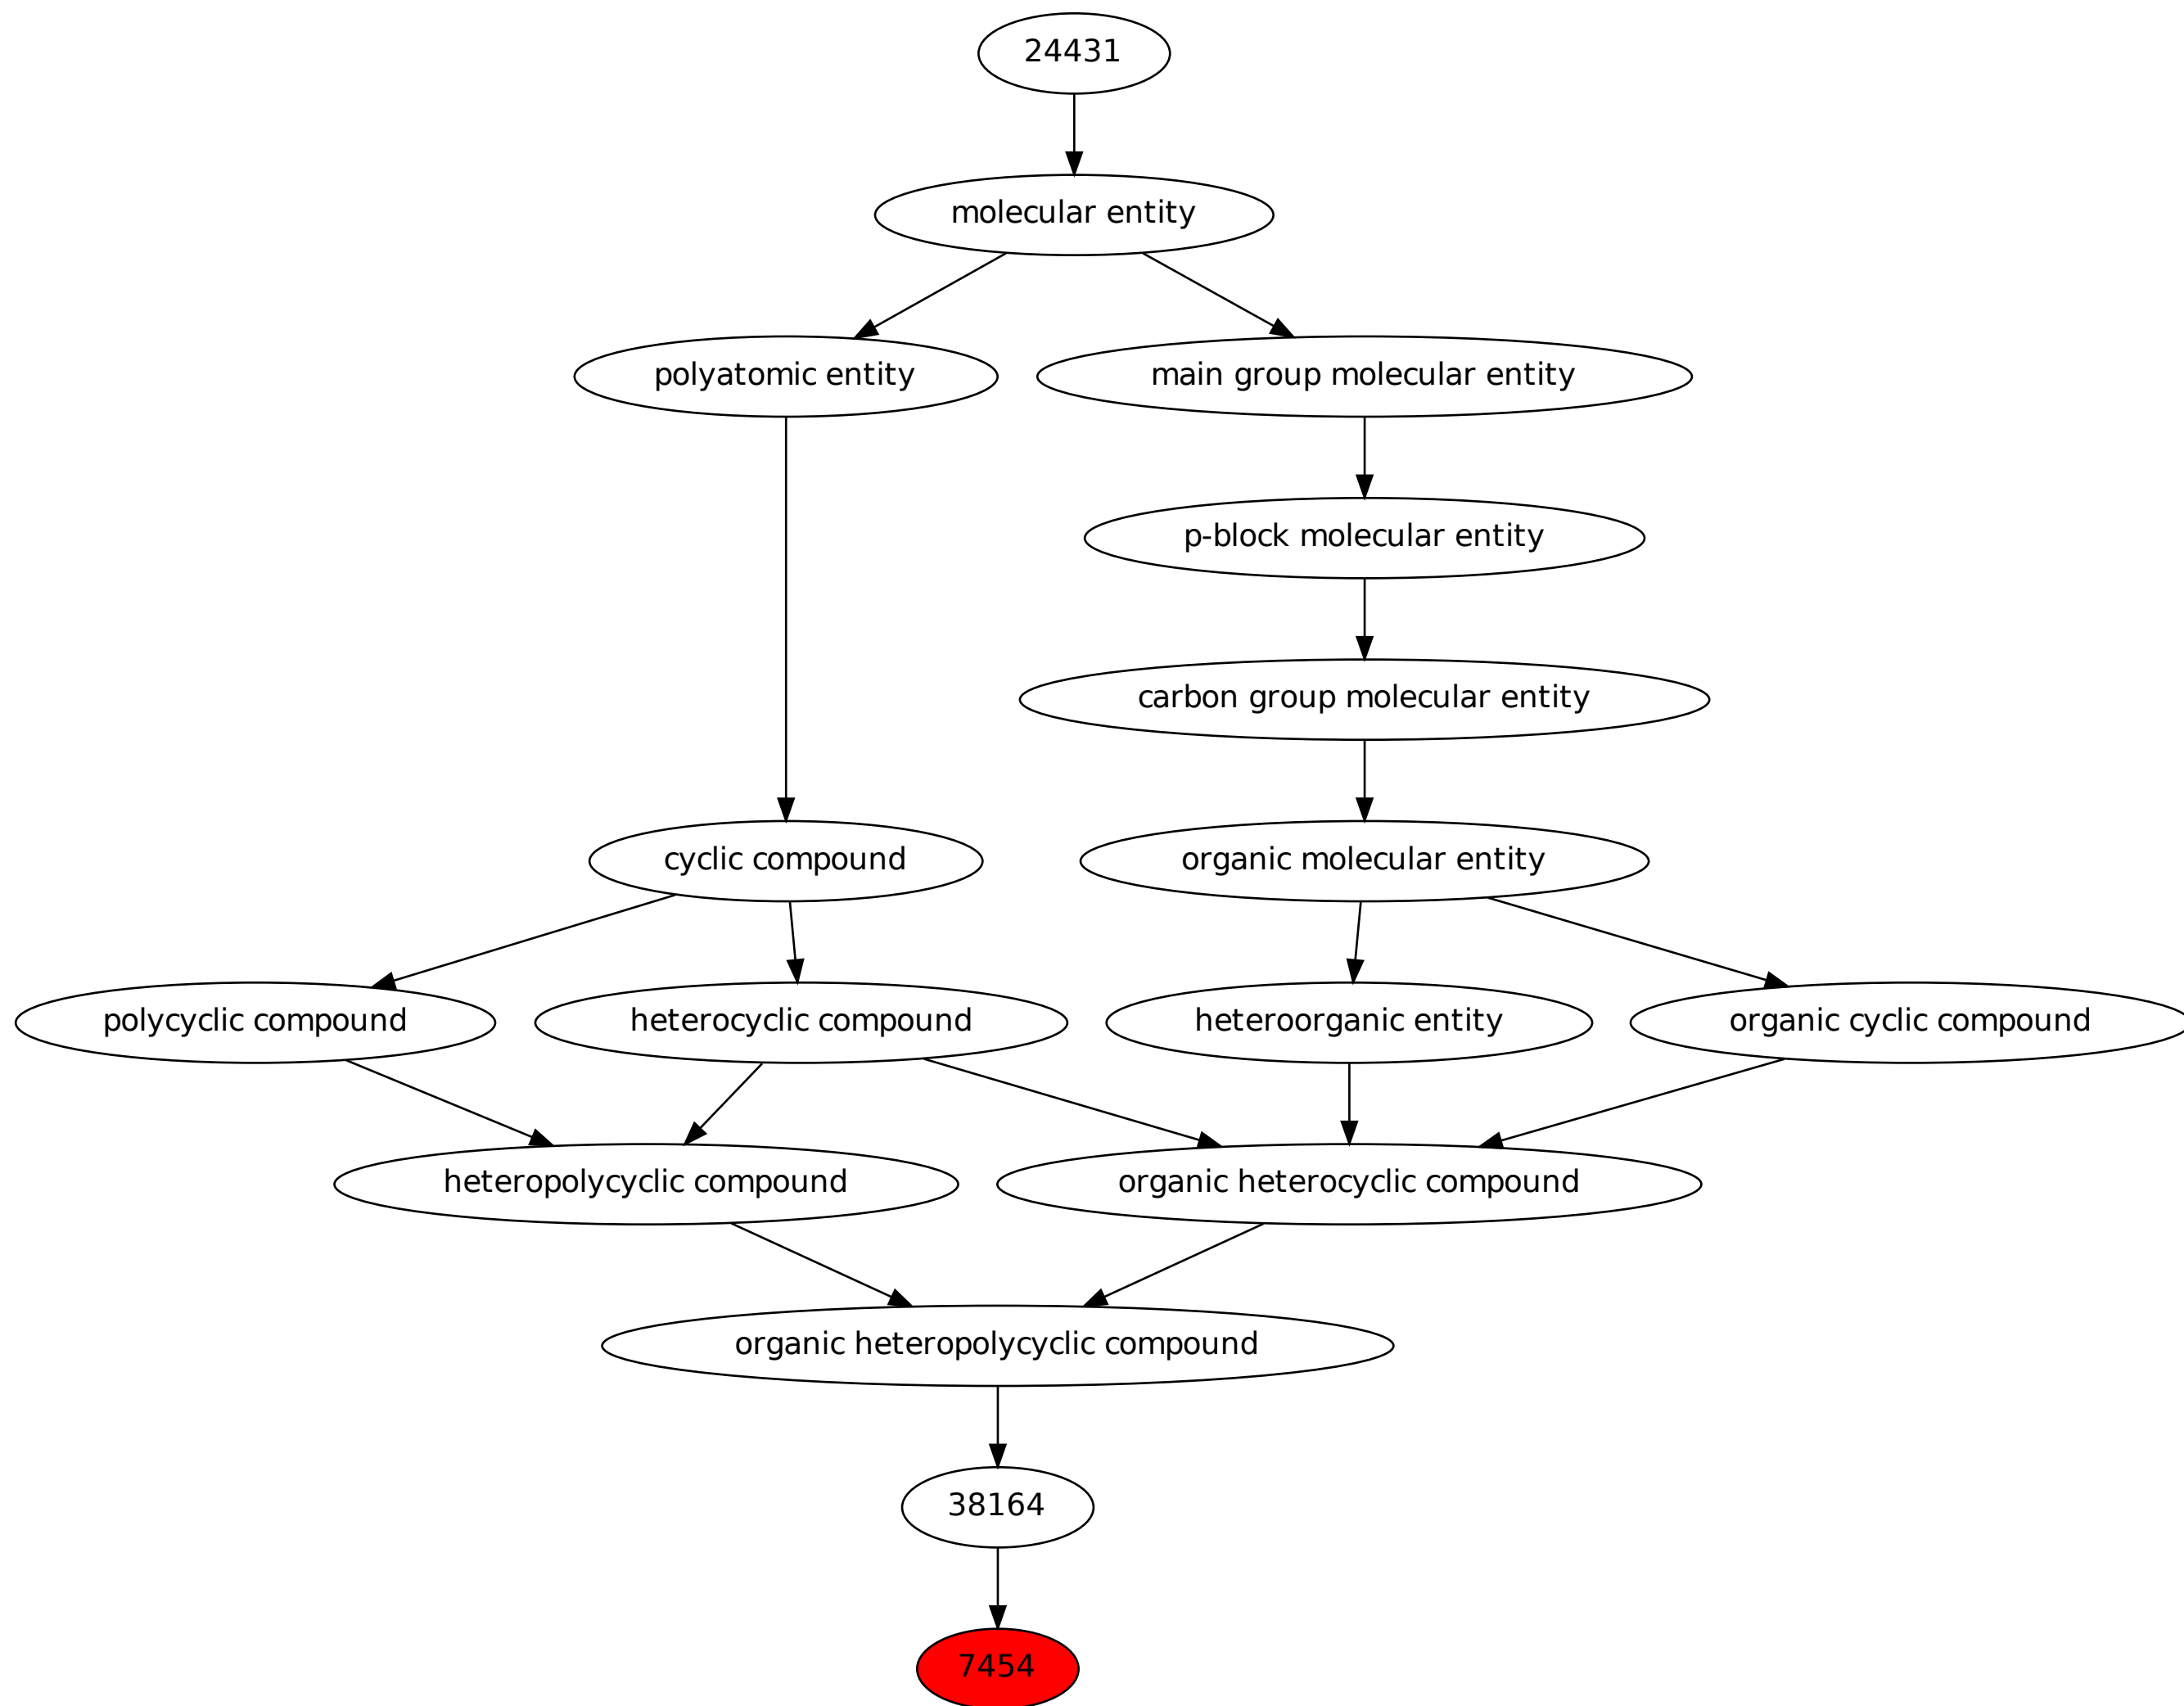 24431
molecular entity
polyatomic entity
main group molecular entity
p-block molecular entity
carbon group molecular entity
cyclic compound
organic molecular entity
polycyclic compound
heterocyclic compound
heteroorganic entity
organic cyclic compound
heteropolycyclic compound
organic heterocyclic compound
organic heteropolycyclic compound
38164
7454